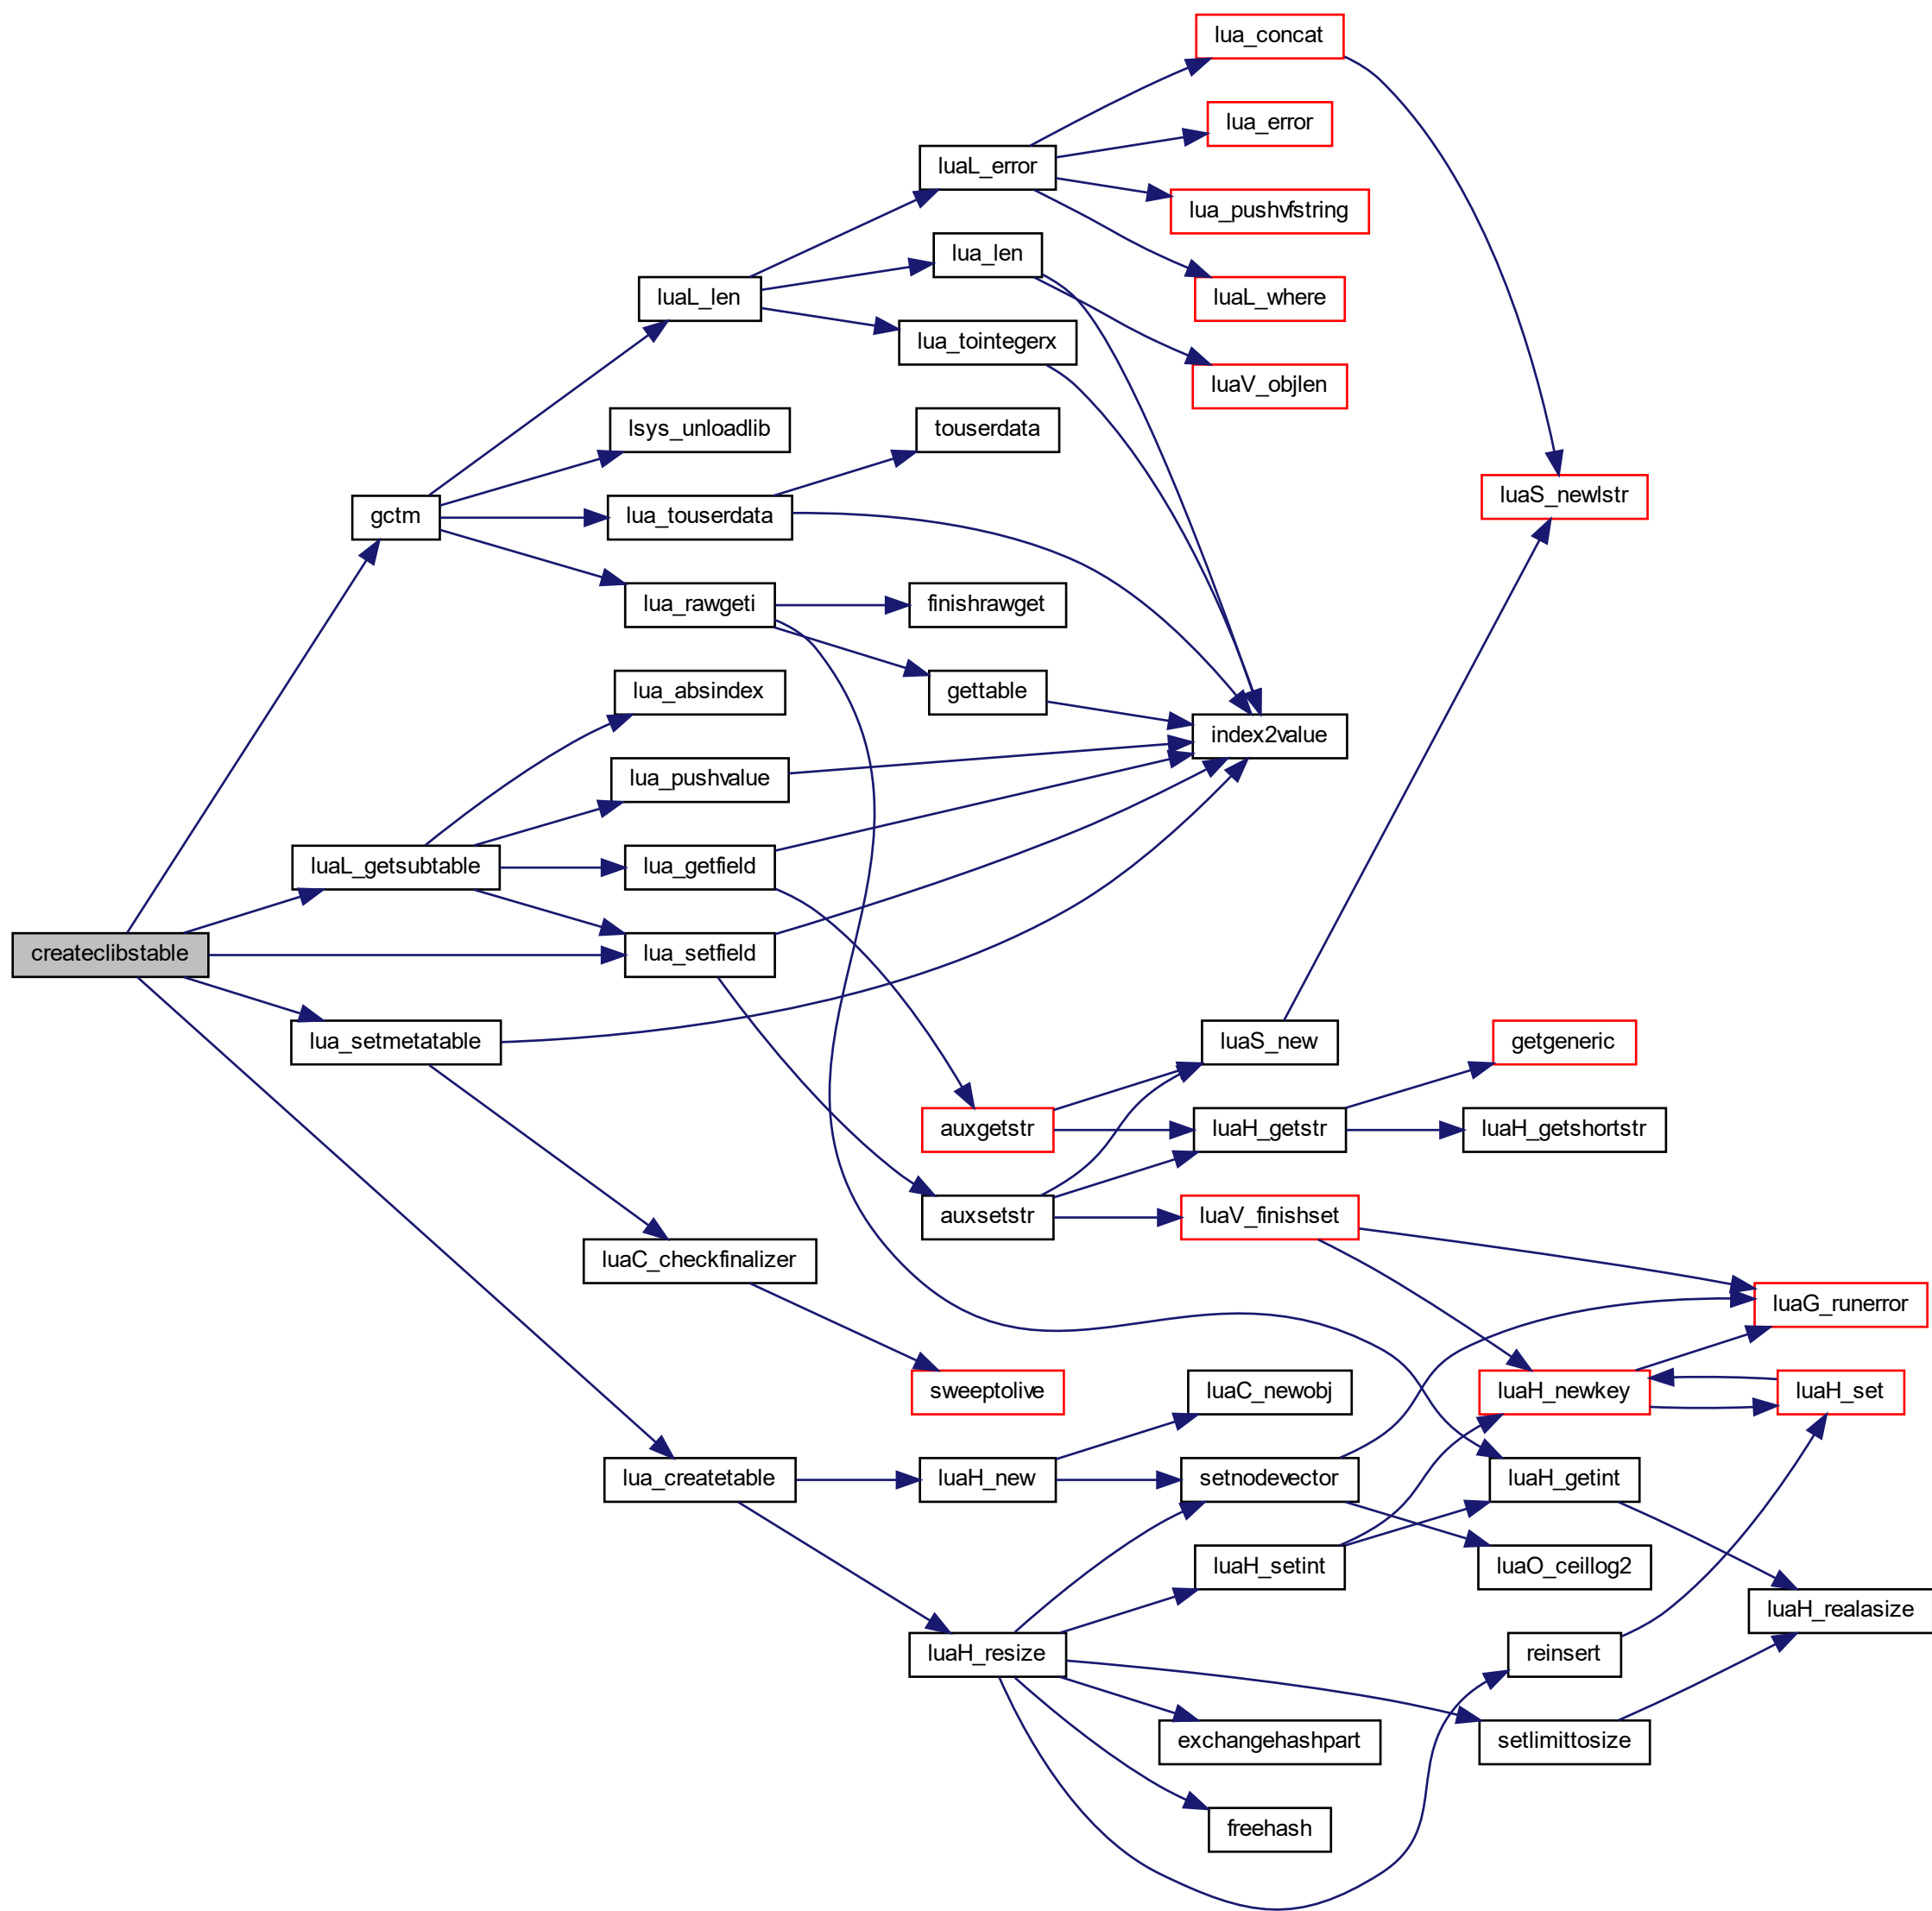 lua_concat
lua_error
luaL_error
lua_pushvfstring
lua_len
luaL_where
luaL_len
lua_tointegerx
luaV_objlen
lsys_unloadlib
touserdata
luaS_newlstr
gctm
lua_touserdata
lua_rawgeti
finishrawget
lua_absindex
gettable
index2value
lua_pushvalue
luaL_getsubtable
lua_getfield
createclibstable
lua_setfield
lua_setmetatable
luaS_new
getgeneric
auxgetstr
luaH_getstr
luaH_getshortstr
auxsetstr
luaV_finishset
luaC_checkfinalizer
luaG_runerror
sweeptolive
luaC_newobj
luaH_newkey
luaH_set
lua_createtable
luaH_new
setnodevector
luaH_getint
luaH_setint
luaO_ceillog2
luaH_realasize
luaH_resize
reinsert
exchangehashpart
setlimittosize
freehash